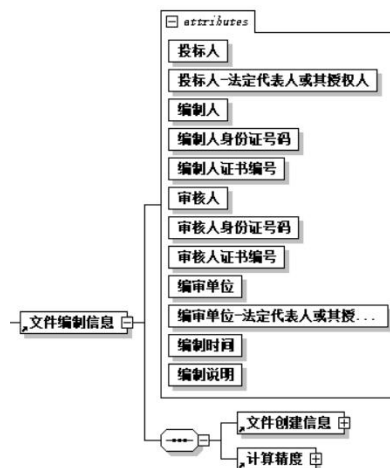 attributes
投标人
投标人-法定代表人或其授权人
编制人
编制人身份证号码
编制人证书编号
审核人
审核人身份证号码
审核人证书编号
编审单位
编审单位-法定代表人或其授...
编制时间
编制说明
文件编制信息
文件创建信息
计算精度